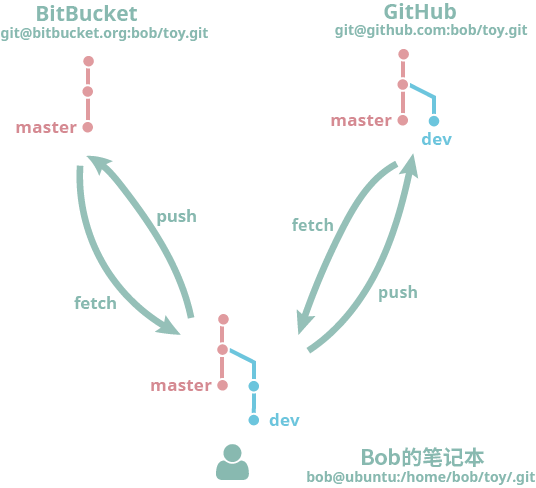 BitBucket
git@bitbucket.org:bob/toy.git
GitHub
git@github.com:bob/toy.git
master
master
dev
push
fetch
fetch
push
master
dev
Bob的笔记本
bob@ubuntu:/home/bob/toy/.git